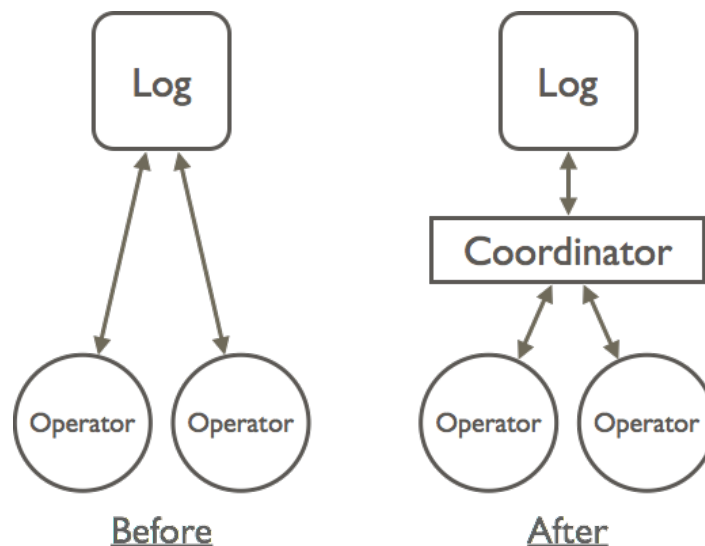 Log
Operator
Operator
Before
Log
Coordinator
Operator
Operator
After